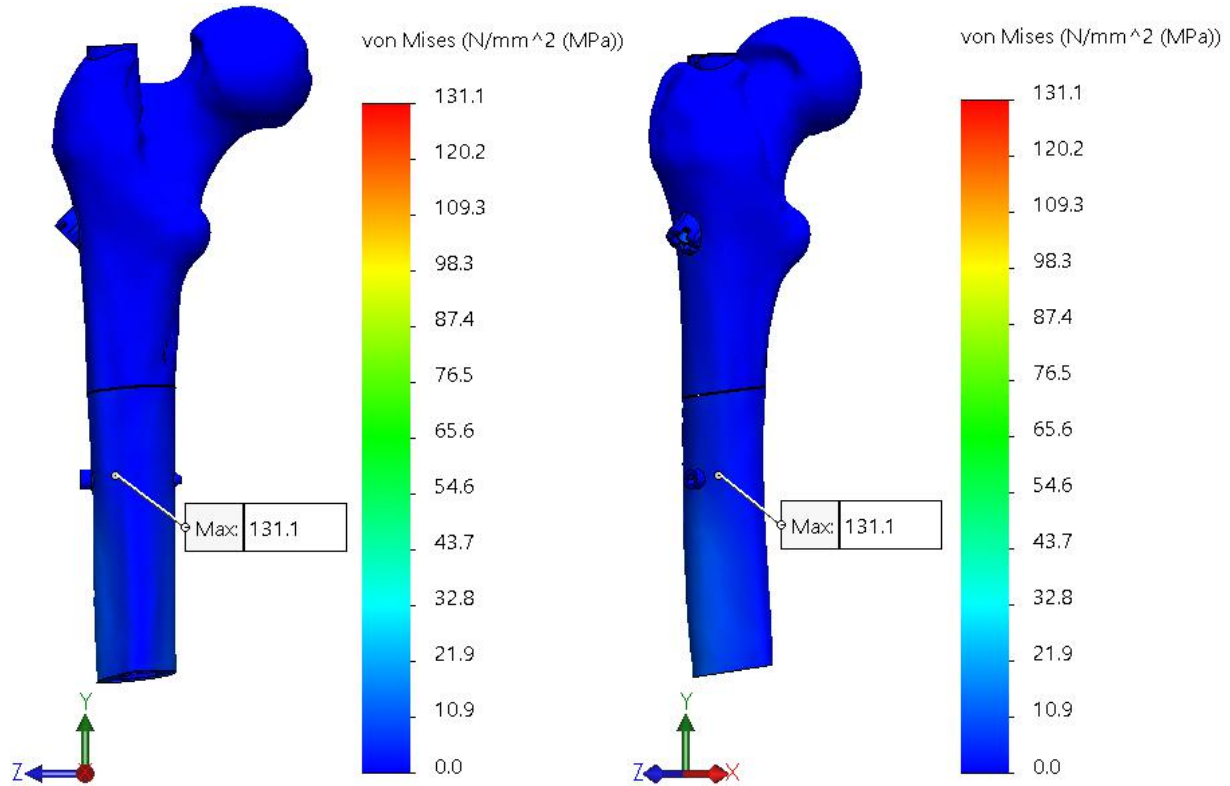 von Mises (N/mm^2 (MPa))
131.1
120.2
109.3
98.3
87.4
76.5
65.6
54.6
43.7
32.8
21.9
10.9
0.0
Max: 131.1
Y
Z
X
von Mises (N/mm^2 (MPa))
131.1
120.2
109.3
98.3
87.4
76.5
65.6
54.6
43.7
32.8
21.9
10.9
0.0
Max: 131.1
Y
Z
X